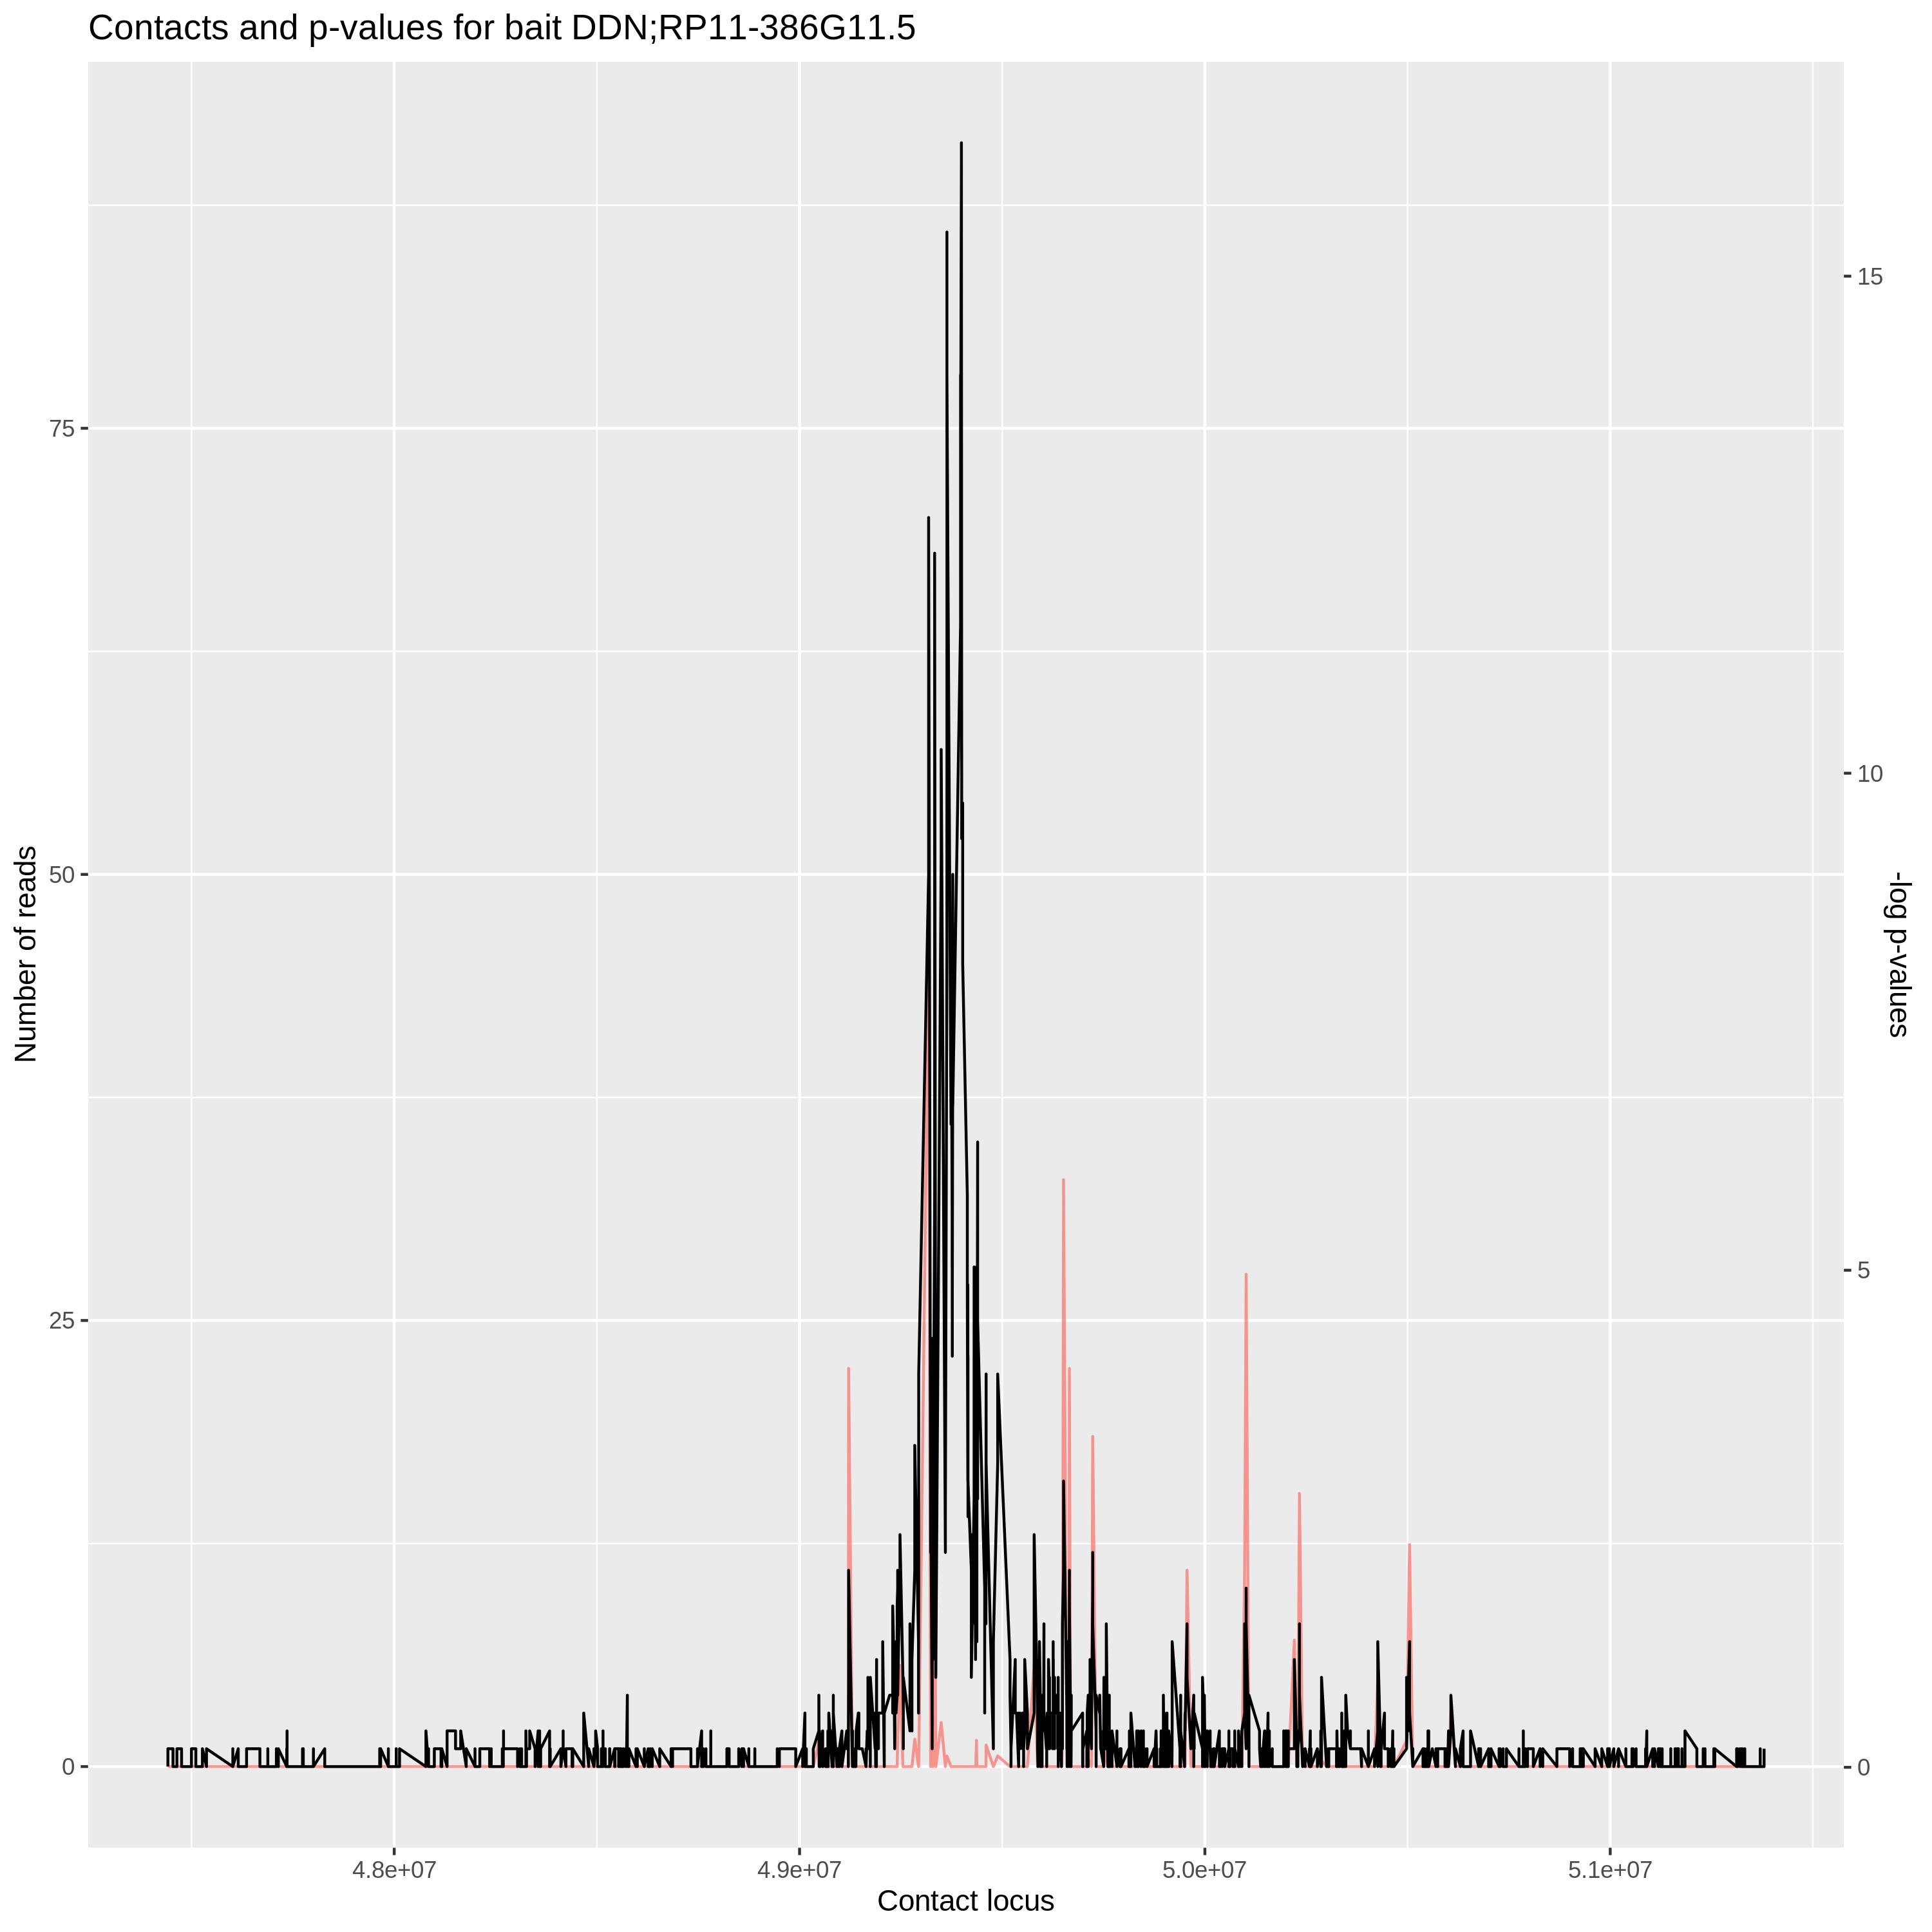 Contacts and p-values for bait DDN;RP11-386G11.5
75
50
25
0
15
10
5
0
Number of reads
-log p-values
4.8e+07
4.9e+07
5.0e+07
5.1e+07
Contact locus